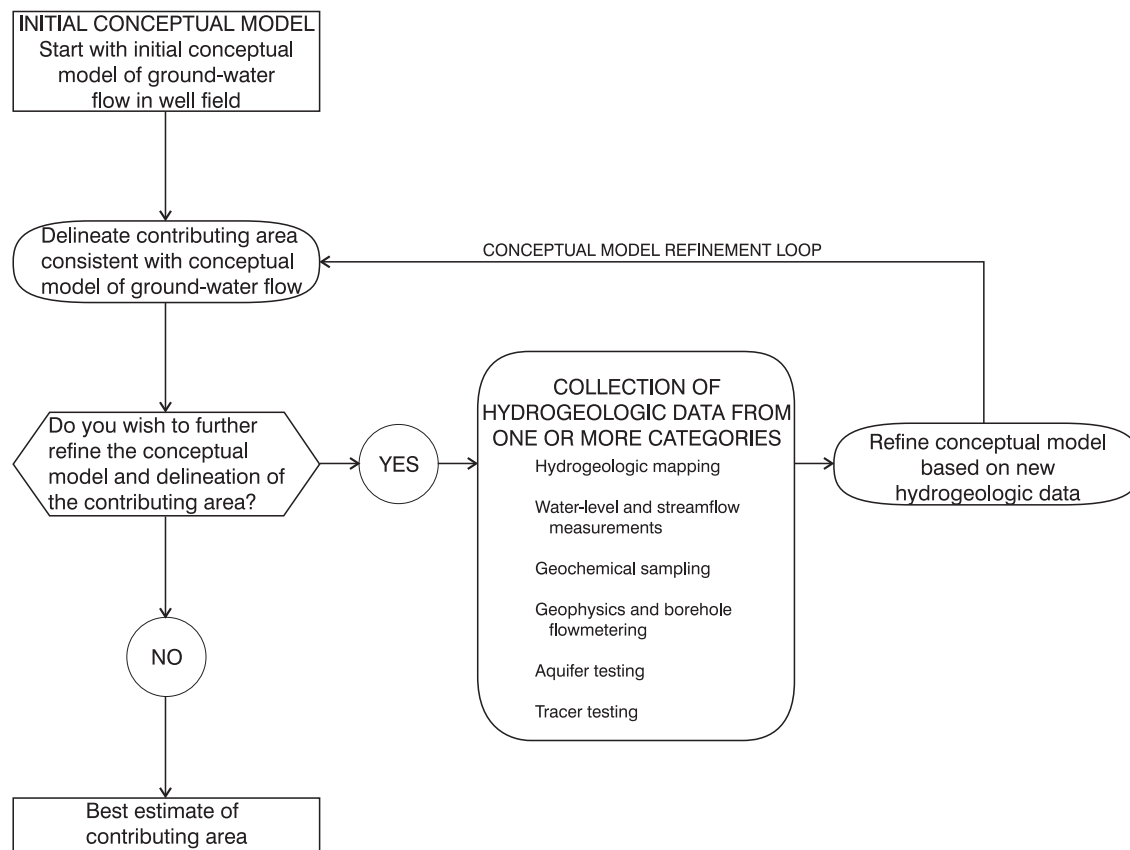 INITIAL CONCEPTUAL MODEL
Start with initial conceptual
model of ground-water
flow in well field
Delineate contributing area
consistent with conceptual
model of ground-water flow
CONCEPTUAL MODEL REFINEMENT LOOP
Do you wish to further
refine the conceptual
model and delineation of
the contributing area?
YES
COLLECTION OF
HYDROGEOLOGIC DATA FROM
ONE OR MORE CATEGORIES
Hydrogeologic mapping
Water-level and streamflow
measurements
Geochemical sampling
Geophysics and borehole
flowmetering
Aquifer testing
Tracer testing
Refine conceptual model
based on new
hydrogeologic data
NO
Best estimate of
contributing area